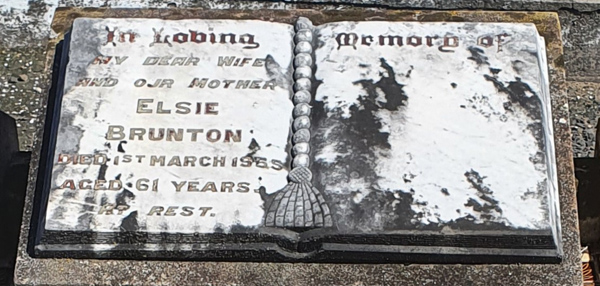 In Loving Memory of
MY DEAR WIFE
AND OUR MOTHER
ELSIE
BRUNTON
DIED 1ST MARCH
AGED 61 YEARS.
AT REST.